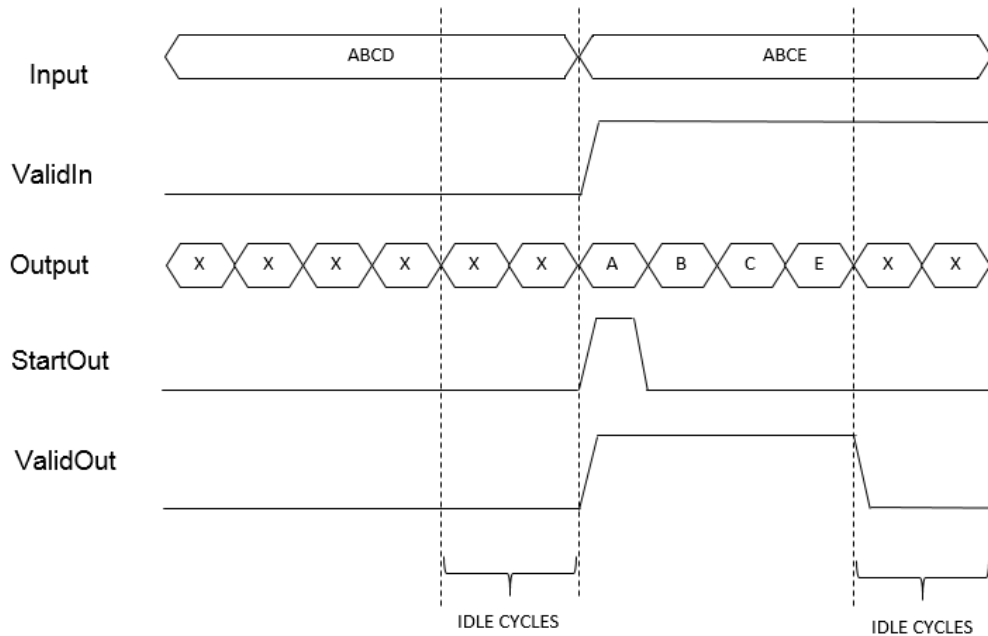 ABCD ABCE
Input
ValidIn
Output X X X X X X A B C E X X
StartOut
ValidOut
IDLE CYCLES IDLE CYCLES